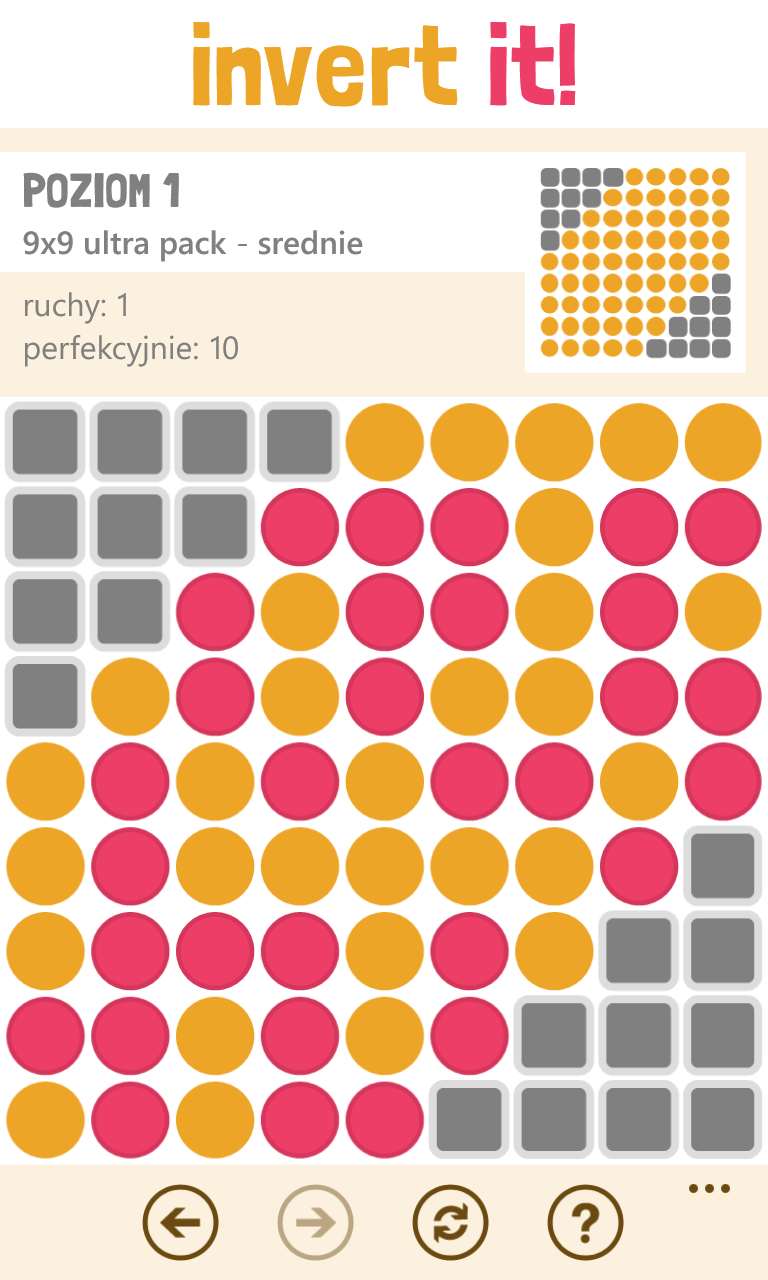 invert it!
POZIOM 1
9x9 ultra pack - srednie
ruchy: 1
perfekcyjnie: 10
?